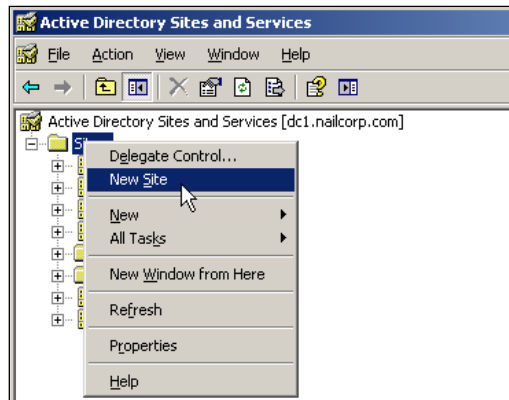 Active Directory Sites and Services
File Action View Window Help
Active Directory Sites and Services [dc1.nailcorp.com]
Delegate Control...
New Site
New
All Tasks
New Window from Here
Refresh
Properties
Help